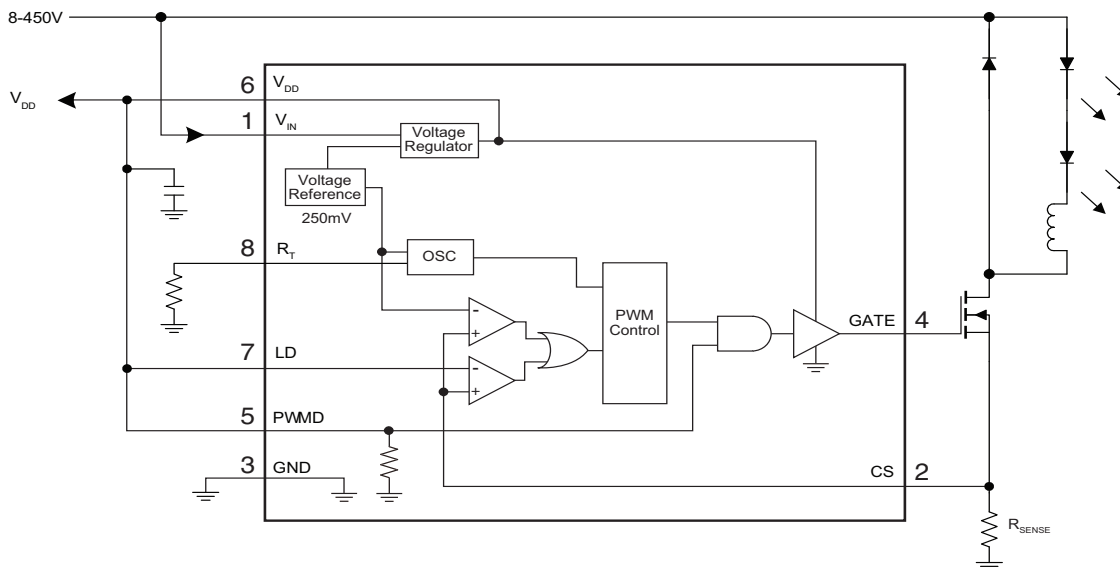 8-450V
6 V_DD
V_DD
1 V_IN
Voltage
Regulator
Voltage
Reference
250mV
8 R_T
OSC
PWM
Control
-
+
GATE 4
7 LD
-
+
5 PWMD
3 GND
CS 2
R_SENSE